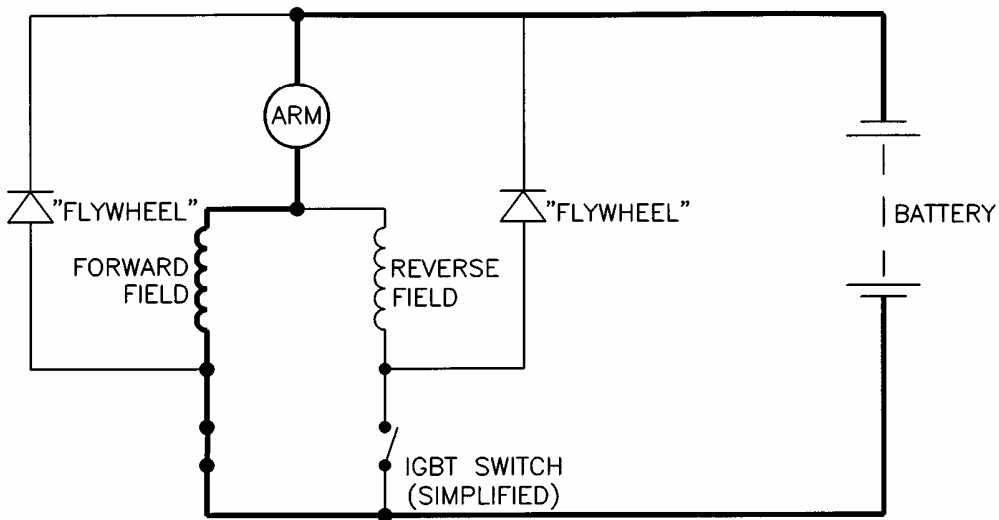 ARM
"FLYWHEEL"
"FLYWHEEL"
BATTERY
FORWARD
FIELD
REVERSE
FIELD
IGBT SWITCH
(SIMPLIFIED)